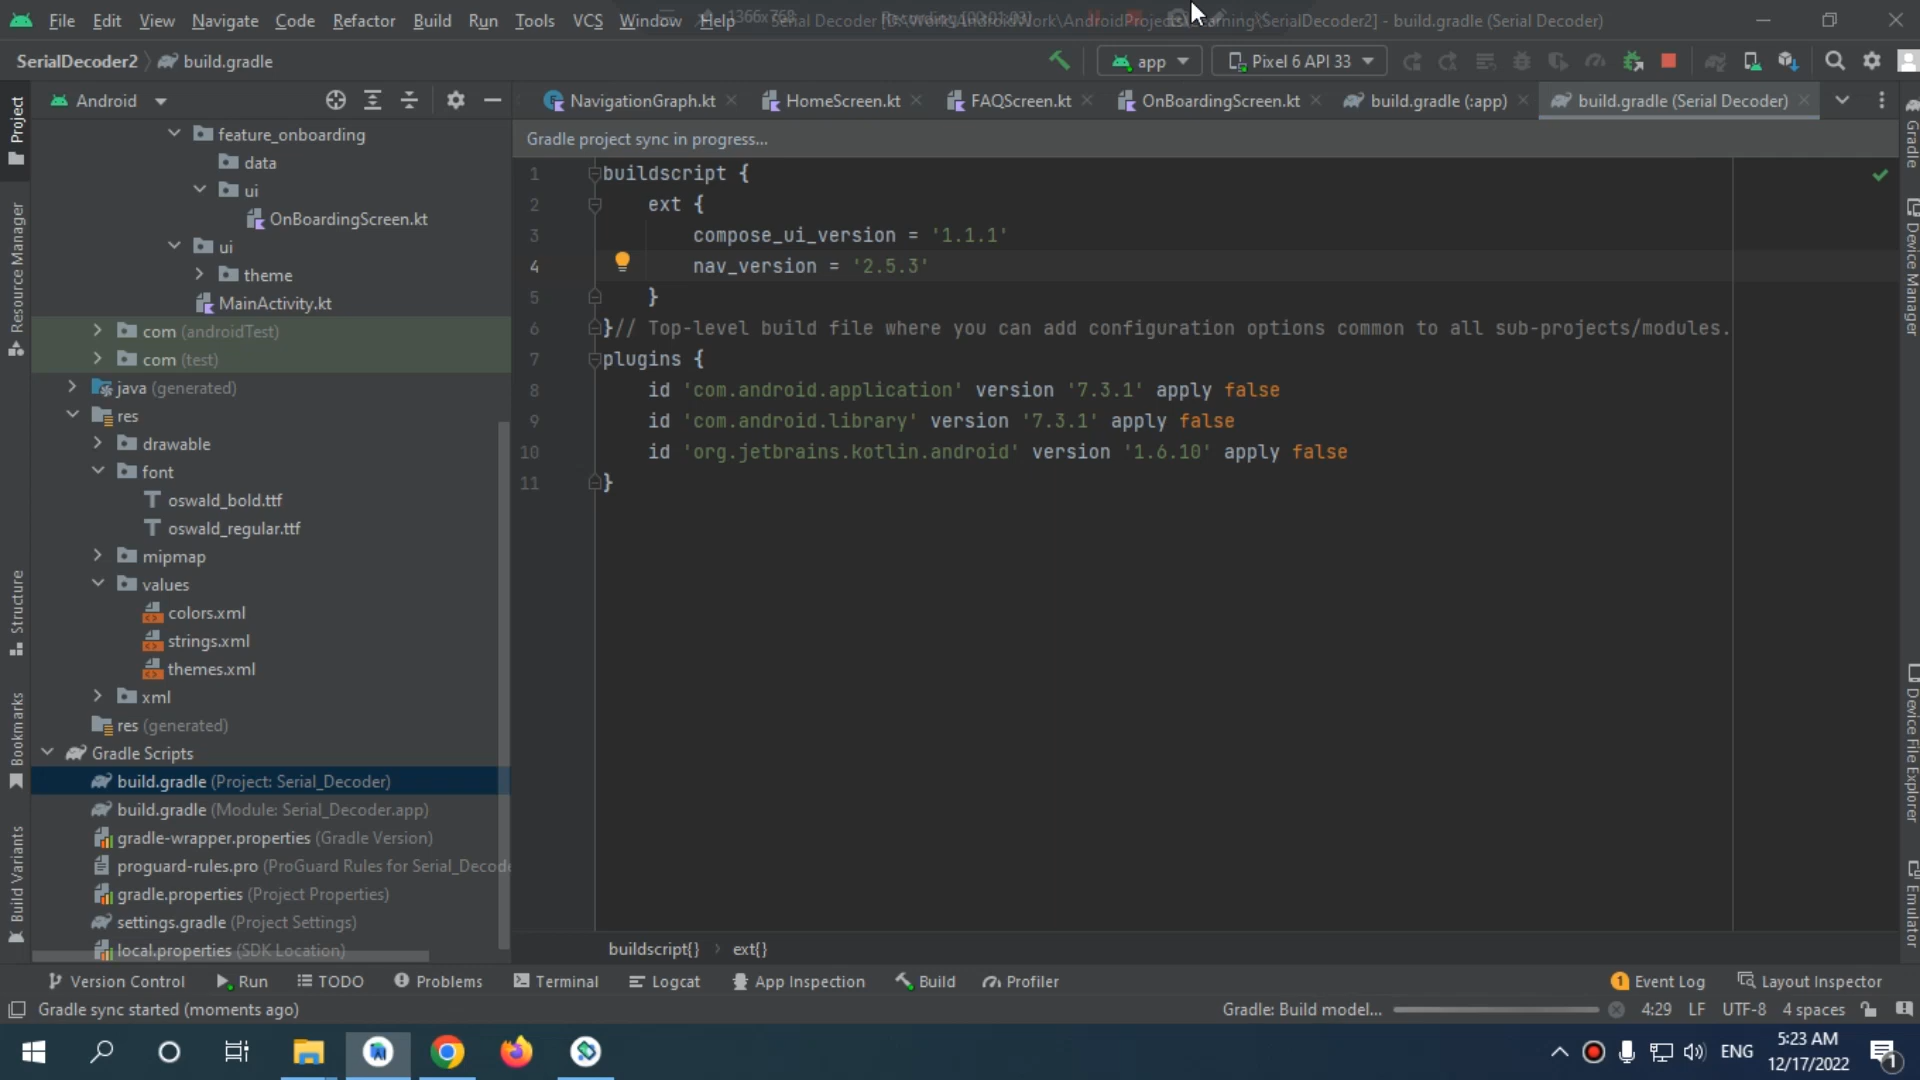 File Edit View Navigate Code Refactor Build Run Tools VCS Window Help 1366x768 Serial Decoder - build.gradle (Serial Decoder)
SerialDecoder2 build.gradle app Pixel 6 API 33
Android NavigationGraph.kt HomeScreen.kt FAQScreen.kt OnBoardingScreen.kt build.gradle (:app) build.gradle (Serial Decoder)
Gradle project sync in progress...
Project
Resource Manager
Structure
Bookmarks
Build Variants
feature_onboarding
data
ui
OnBoardingScreen.kt
ui
theme
MainActivity.kt
com (androidTest)
com (test)
java (generated)
res
drawable
font
oswald_bold.ttf
oswald_regular.ttf
mipmap
values
colors.xml
strings.xml
themes.xml
xml
res (generated)
Gradle Scripts
build.gradle (Project: Serial_Decoder)
build.gradle (Module: Serial_Decoder.app)
gradle-wrapper.properties (Gradle Version)
proguard-rules.pro (ProGuard Rules for Serial_Decode
gradle.properties (Project Properties)
settings.gradle (Project Settings)
local.properties (SDK Location)
1 buildscript {
2 ext {
3 compose_ui_version = '1.1.1'
4 nav_version = '2.5.3'
5 }
6 }// Top-level build file where you can add configuration options common to all sub-projects/modules.
7 plugins {
8 id 'com.android.application' version '7.3.1' apply false
9 id 'com.android.library' version '7.3.1' apply false
10 id 'org.jetbrains.kotlin.android' version '1.6.10' apply false
11 }
Gradle
Device Manager
Device File Explorer
Emulator
buildscript{} ext{}
Version Control Run TODO Problems Terminal Logcat App Inspection Build Profiler 1 Event Log Layout Inspector
Gradle sync started (moments ago) Gradle: Build model... 4:29 LF UTF-8 4 spaces
ENG 5:23 AM
12/17/2022 1